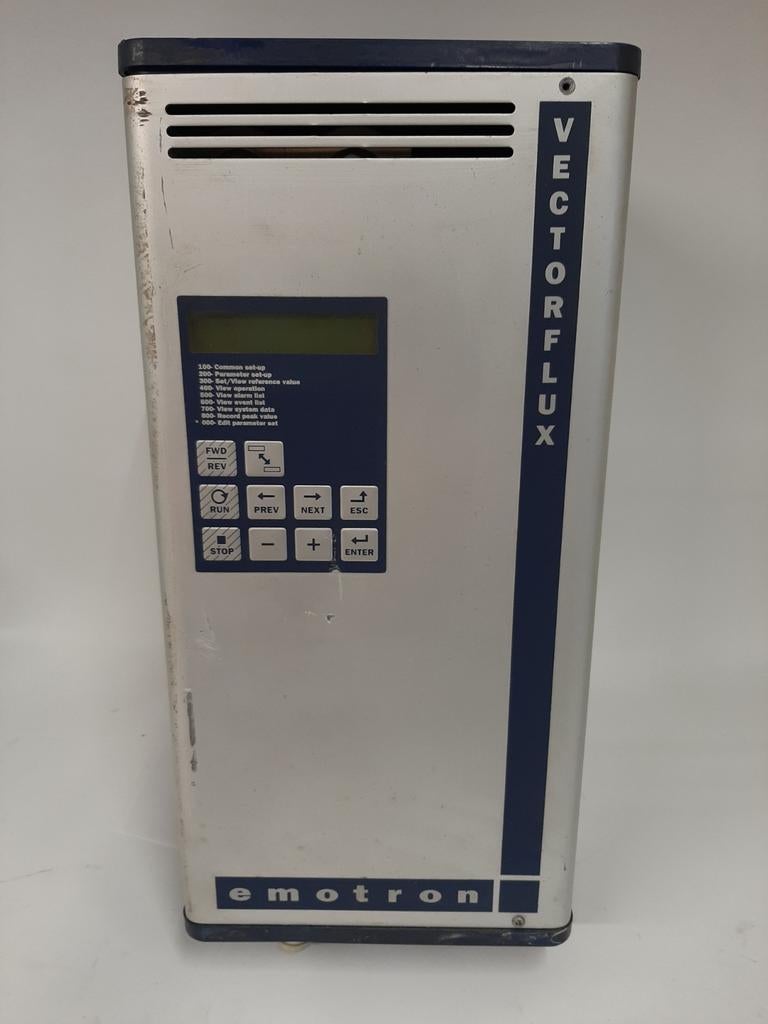 VECTORFLUX
100- Common set-up
200- Parameter set-up
300- Set/View reference value
400- View operation
500- View alarm list
600- View event list
700- View system data
800- Record peak value
* 000- Edit parameter set
FWD
REV
RUN
PREV
NEXT
ESC
STOP
−
+
ENTER
emotron